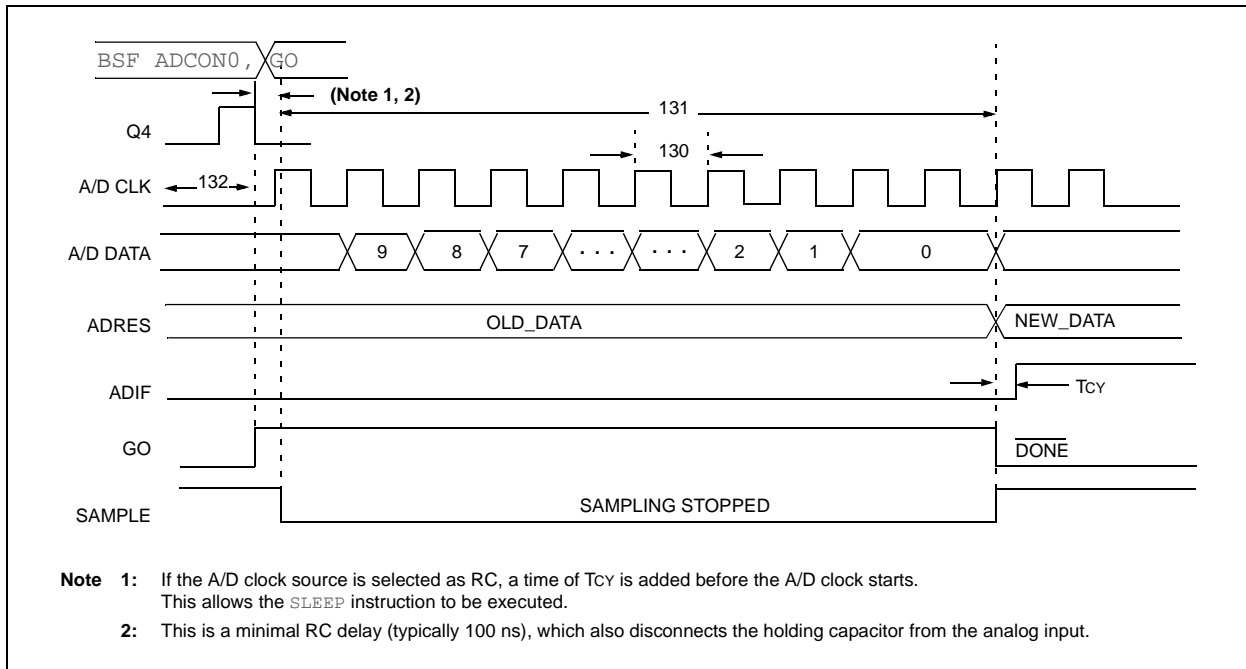 BSF ADCON0, GO
(Note 1, 2)
131
Q4
130
A/D CLK
132
A/D DATA
9 8 7 . . . . . . 2 1 0
ADRES
OLD_DATA
NEW_DATA
ADIF
TCY
GO
DONE
SAMPLE
SAMPLING STOPPED
Note 1: If the A/D clock source is selected as RC, a time of TCY is added before the A/D clock starts.
This allows the SLEEP instruction to be executed.
2: This is a minimal RC delay (typically 100 ns), which also disconnects the holding capacitor from the analog input.